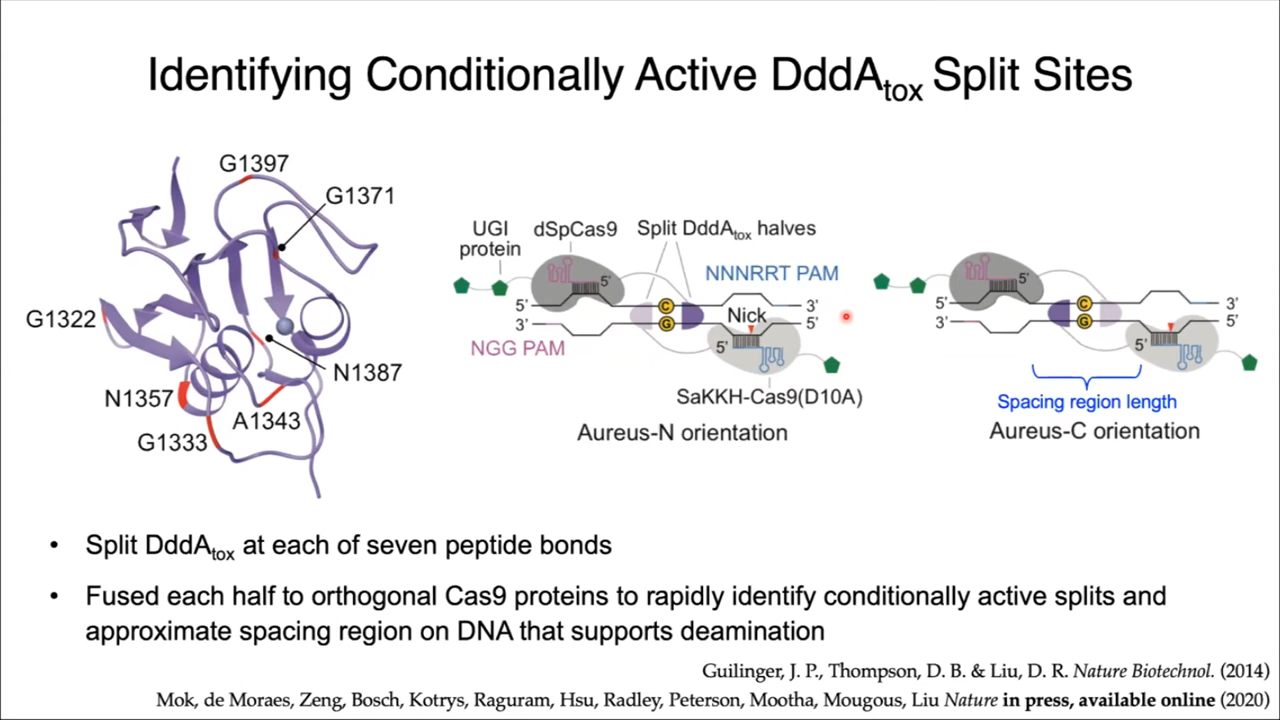 Identifying Conditionally Active DddAtox Split Sites
G1397
G1371
G1322
N1387
N1357
A1343
G1333
UGI protein
dSpCas9
Split DddAtox halves
NNNRRT PAM
5'
5'
C
3'
3'
G
5'
Nick
NGG PAM
5'
SaKKH-Cas9(D10A)
Aureus-N orientation
5'
5'
C
3'
3'
G
5'
5'
Spacing region length
Aureus-C orientation
• Split DddAtox at each of seven peptide bonds
• Fused each half to orthogonal Cas9 proteins to rapidly identify conditionally active splits and
approximate spacing region on DNA that supports deamination
Guilinger, J. P., Thompson, D. B. & Liu, D. R. Nature Biotechnol. (2014)
Mok, de Moraes, Zeng, Bosch, Kotrys, Raguram, Hsu, Radley, Peterson, Mootha, Mougous, Liu Nature in press, available online (2020)